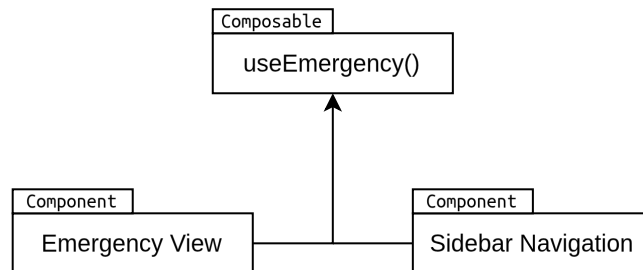 Composable
useEmergency()
Component
Emergency View
Component
Sidebar Navigation